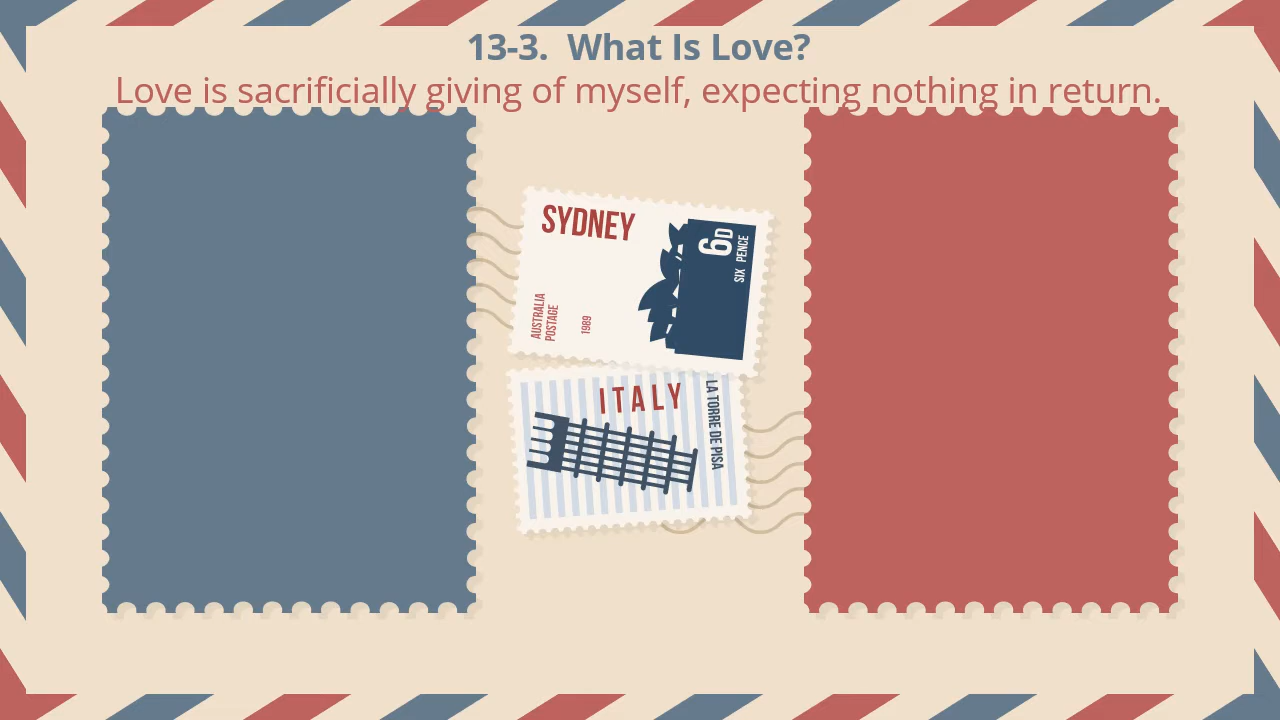 13-3.  What Is Love?
Love is sacrificially giving of myself, expecting nothing in return.
SYDNEY
6D
SIX PENCE
AUSTRALIA
POSTAGE
1989
ITALY
LA TORRE DE PISA